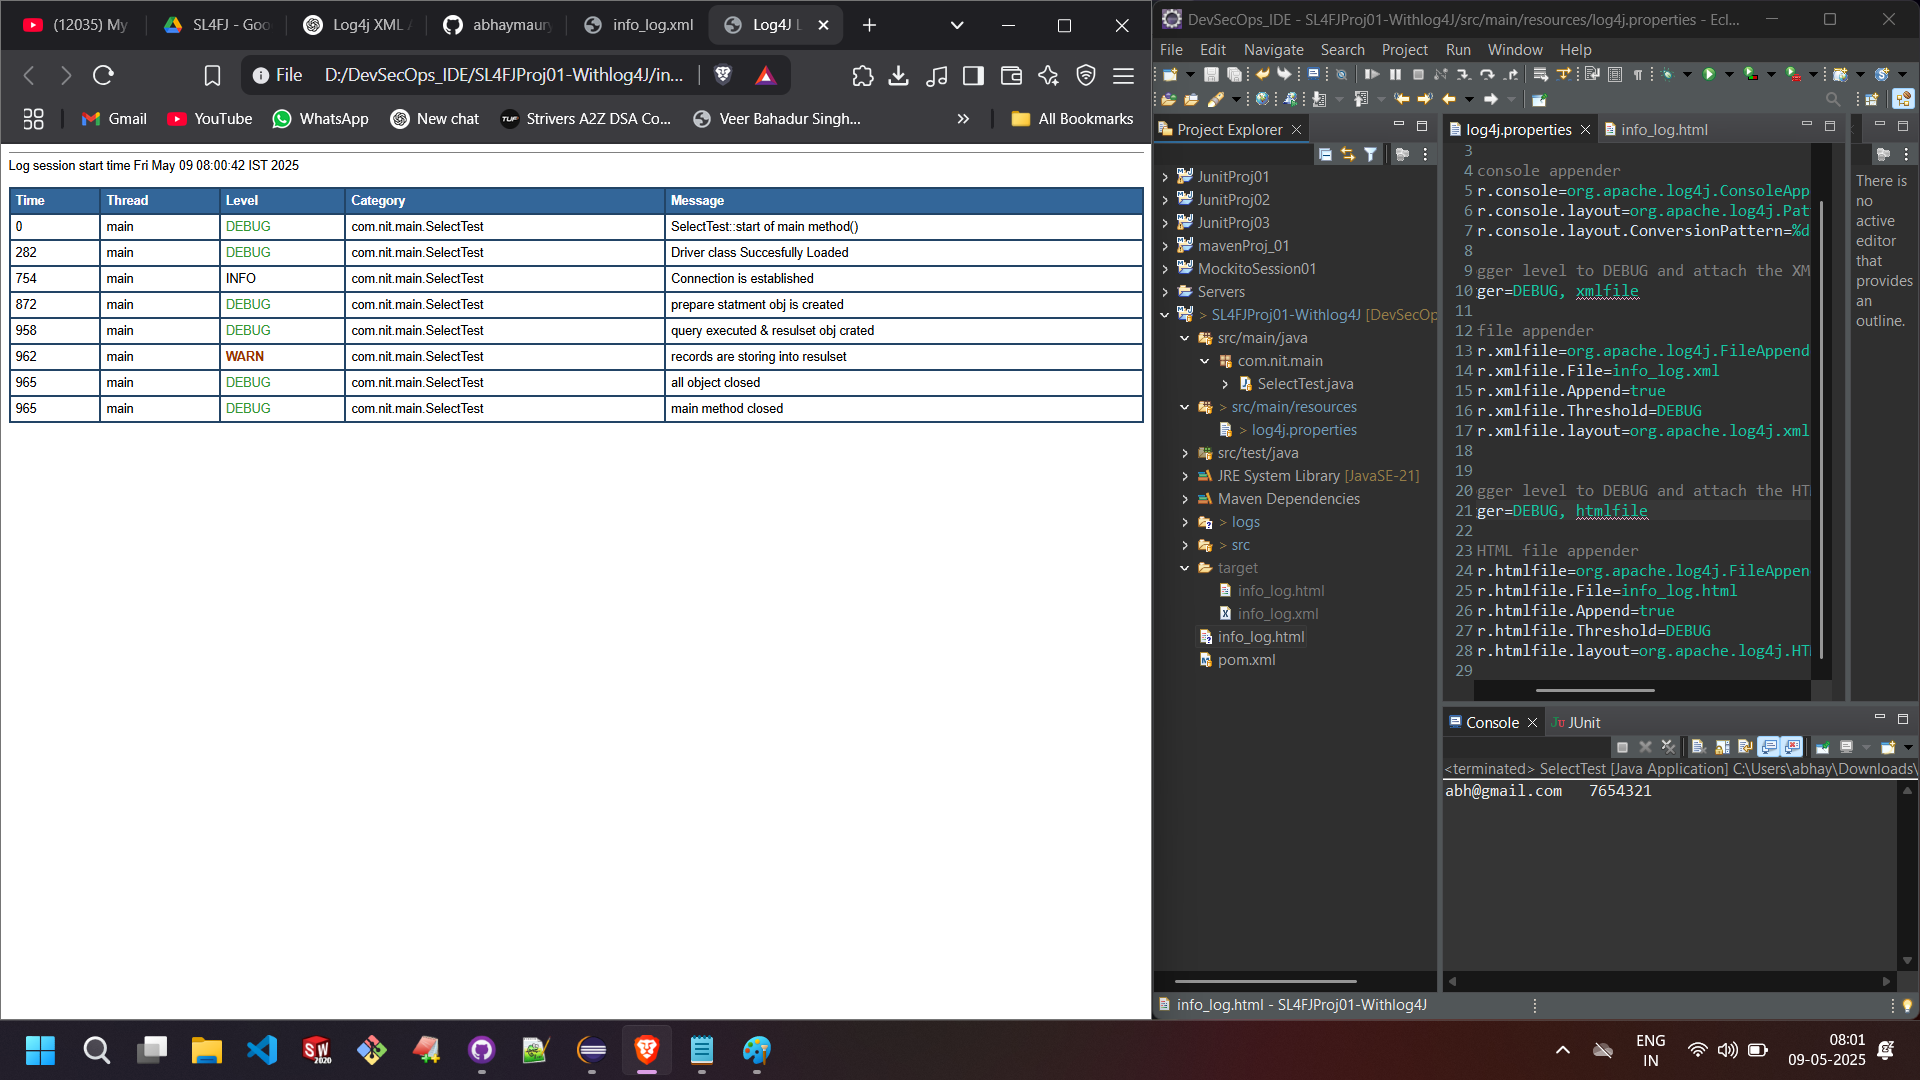 (12035) My
SL4FJ - Goo
Log4j XML
abhaymaury
info_log.xml
Log4J L
File D:/DevSecOps_IDE/SL4FJProj01-Withlog4J/in...
Gmail
YouTube
WhatsApp
New chat
TUF Strivers A2Z DSA Co...
Veer Bahadur Singh...
All Bookmarks
Log session start time Fri May 09 08:00:42 IST 2025
Time Thread Level Category Message
0 main DEBUG com.nit.main.SelectTest SelectTest::start of main method()
282 main DEBUG com.nit.main.SelectTest Driver class Succesfully Loaded
754 main INFO com.nit.main.SelectTest Connection is established
872 main DEBUG com.nit.main.SelectTest prepare statment obj is created
958 main DEBUG com.nit.main.SelectTest query executed & resulset obj crated
962 main WARN com.nit.main.SelectTest records are storing into resulset
965 main DEBUG com.nit.main.SelectTest all object closed
965 main DEBUG com.nit.main.SelectTest main method closed
DevSecOps_IDE - SL4FJProj01-Withlog4J/src/main/resources/log4j.properties - Ecl...
File Edit Navigate Search Project Run Window Help
Project Explorer
JunitProj01
JunitProj02
JunitProj03
mavenProj_01
MockitoSession01
Servers
> SL4FJProj01-Withlog4J [DevSecOp
src/main/java
com.nit.main
SelectTest.java
> src/main/resources
> log4j.properties
src/test/java
JRE System Library [JavaSE-21]
Maven Dependencies
> logs
> src
target
info_log.html
info_log.xml
info_log.html
pom.xml
log4j.properties
info_log.html
3
4 console appender
5 r.console=org.apache.log4j.ConsoleApp
6 r.console.layout=org.apache.log4j.Pat
7 r.console.layout.ConversionPattern=%d
8
9 gger level to DEBUG and attach the XM
10 ger=DEBUG, xmlfile
11
12 file appender
13 r.xmlfile=org.apache.log4j.FileAppend
14 r.xmlfile.File=info_log.xml
15 r.xmlfile.Append=true
16 r.xmlfile.Threshold=DEBUG
17 r.xmlfile.layout=org.apache.log4j.xml
18
19
20 gger level to DEBUG and attach the HTM
21 ger=DEBUG, htmlfile
22
23 HTML file appender
24 r.htmlfile=org.apache.log4j.FileAppen
25 r.htmlfile.File=info_log.html
26 r.htmlfile.Append=true
27 r.htmlfile.Threshold=DEBUG
28 r.htmlfile.layout=org.apache.log4j.HTM
29
There is
no
active
editor
that
provides
an
outline.
Console
JUnit
<terminated> SelectTest [Java Application] C:\Users\abhay\Downloads\
abh@gmail.com 7654321
info_log.html - SL4FJProj01-Withlog4J
SW 2020
ENG
IN
08:01
09-05-2025